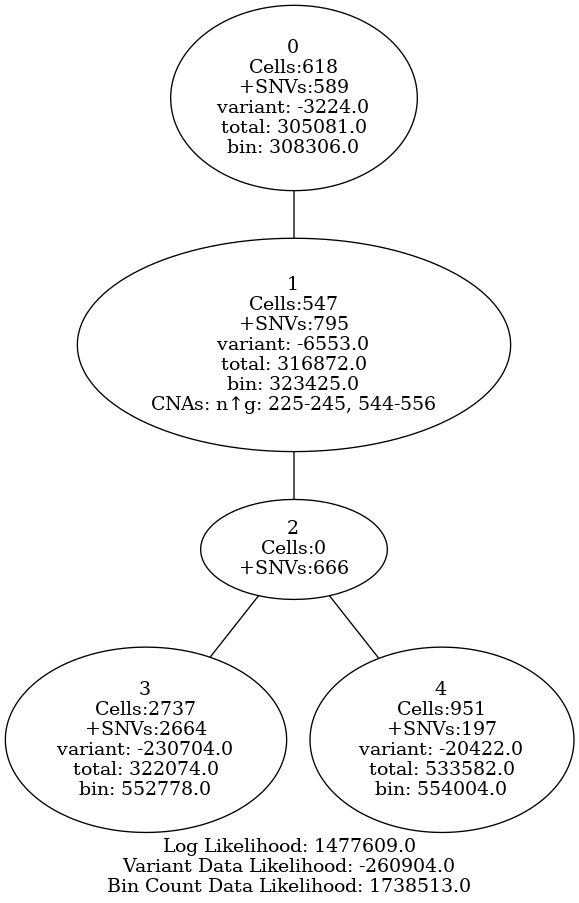 0
Cells:618
+SNVs:589
variant: -3224.0
total: 305081.0
bin: 308306.0
1
Cells:547
+SNVs:795
variant: -6553.0
total: 316872.0
bin: 323425.0
CNAs: n↑g: 225-245, 544-556
2
Cells:0
+SNVs:666
3
Cells:2737
+SNVs:2664
variant: -230704.0
total: 322074.0
bin: 552778.0
4
Cells:951
+SNVs:197
variant: -20422.0
total: 533582.0
bin: 554004.0
Log Likelihood: 1477609.0
Variant Data Likelihood: -260904.0
Bin Count Data Likelihood: 1738513.0